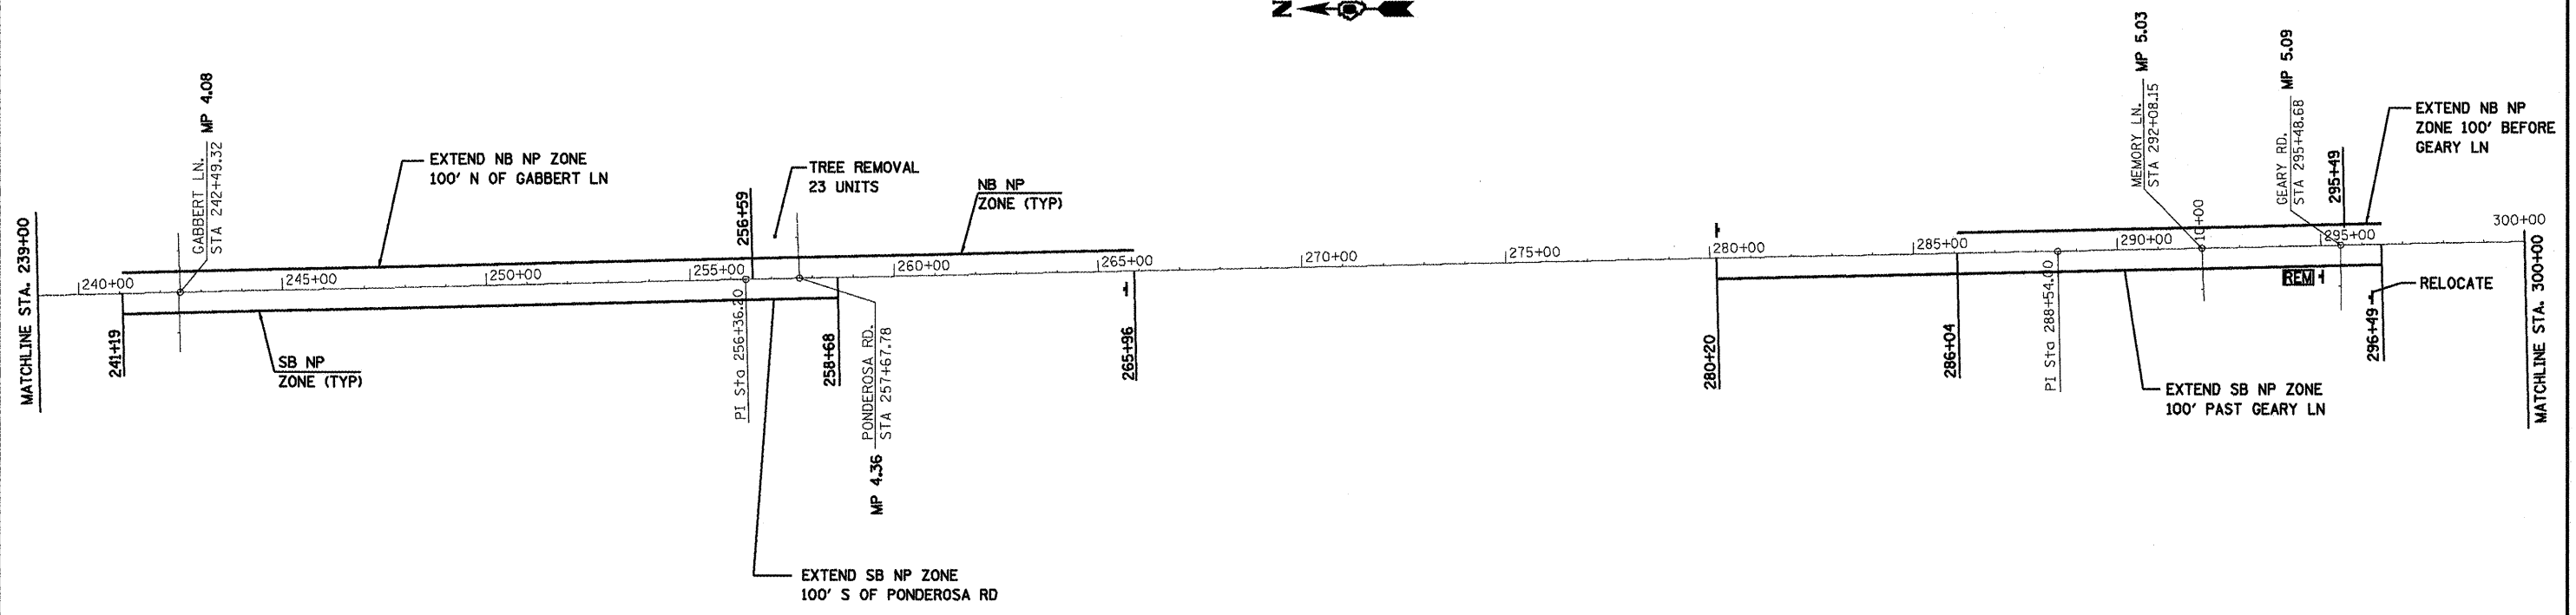 N
MATCHLINE STA. 239+00
GABBERT LN.
STA 242+49.32
MP 4.08
EXTEND NB NP ZONE
100' N OF GABBERT LN
256+59
TREE REMOVAL
23 UNITS
NB NP
ZONE (TYP)
MEMORY LN.
STA 292+08.15
MP 5.03
GEARY RD.
STA 295+48.68
MP 5.09
295+49
EXTEND NB NP
ZONE 100' BEFORE
GEARY LN
240+00
245+00
250+00
255+00
260+00
265+00
270+00
275+00
280+00
285+00
290+00
10+00
295+00
300+00
241+19
SB NP
ZONE (TYP)
PI Sta 256+36.20
258+68
PONDEROSA RD.
STA 257+67.78
MP 4.36
265+96
280+20
286+04
PI Sta 288+54.00
REM
RELOCATE
296+49
EXTEND SB NP ZONE
100' PAST GEARY LN
EXTEND SB NP ZONE
100' S OF PONDEROSA RD
MATCHLINE STA. 300+00